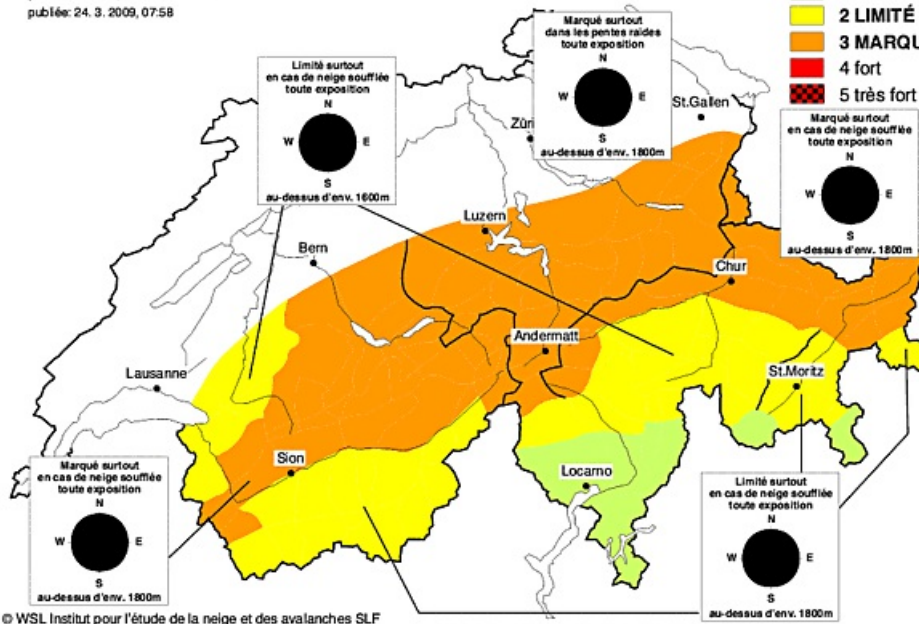 publiée: 24. 3. 2009, 07:58
2 LIMITÉ
3 MARQU
4 fort
5 très fort
Marqué surtout
dans les pentes raides
toute exposition
N
W E
S
au-dessus d'env. 1800m
Limité surtout
en cas de neige soufflée
toute exposition
N
W E
S
au-dessus d'env. 1600m
Marqué surtout
en cas de neige soufflée
toute exposition
N
W E
S
au-dessus d'env. 1800m
St.Gallen
Zür
Luzern
Bern
Chur
Andermatt
Lausanne
St.Moritz
Sion
Locarno
Marqué surtout
en cas de neige soufflée
toute exposition
N
W E
S
au-dessus d'env. 1800m
Limité surtout
en cas de neige soufflée
toute exposition
N
W E
S
au-dessus d'env. 1800m
© WSL Institut pour l'étude de la neige et des avalanches SLF